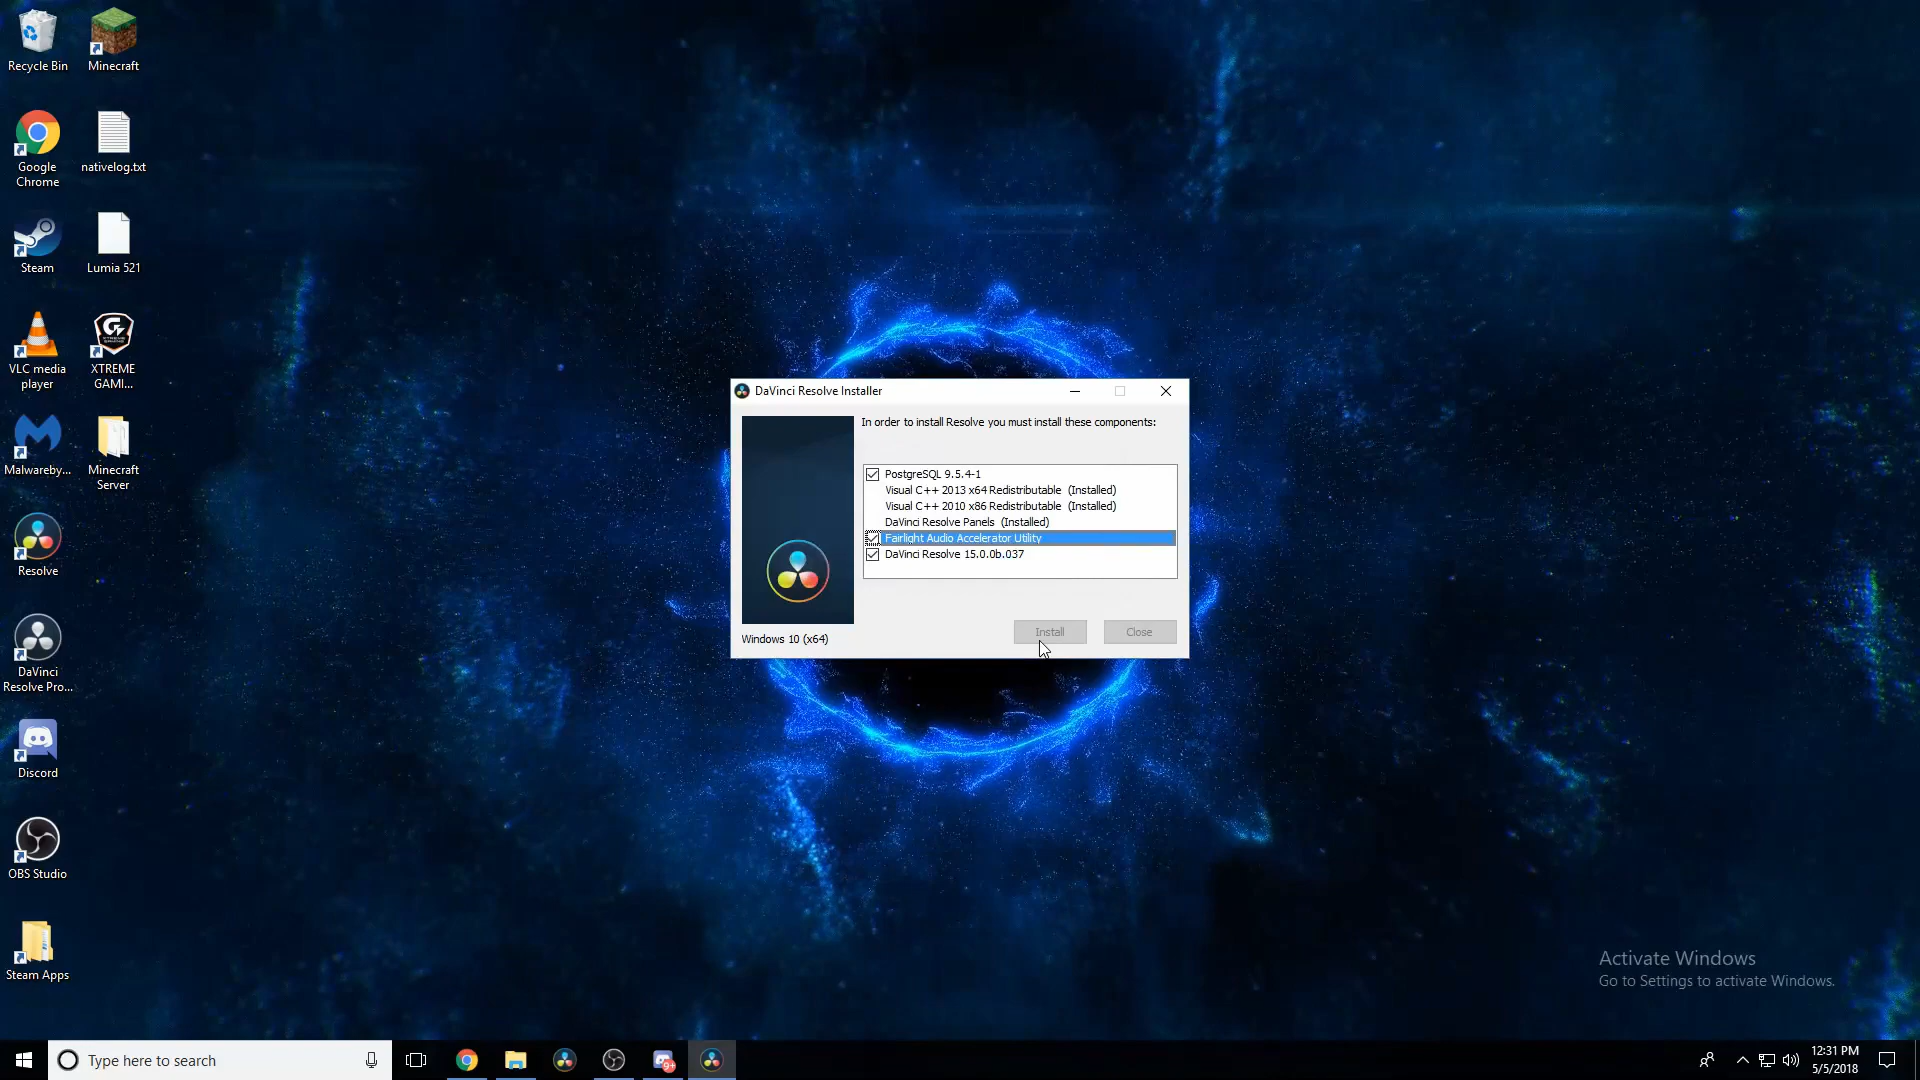 Recycle Bin
Minecraft
Google
Chrome
nativelog.txt
Steam
Lumia 521
VLC media
player
XTREME
GAMI...
Malwareby...
Minecraft
Server
Resolve
DaVinci
Resolve Pro...
Discord
OBS Studio
Steam Apps
DaVinci Resolve Installer
In order to install Resolve you must install these components:
PostgreSQL 9.5.4-1
Visual C++ 2013 x64 Redistributable (Installed)
Visual C++ 2010 x86 Redistributable (Installed)
DaVinci Resolve Panels (Installed)
Fairlight Audio Accelerator Utility
DaVinci Resolve 15.0.0b.037
Install
Close
Windows 10 (x64)
Activate Windows
Go to Settings to activate Windows.
Type here to search
9+
12:31 PM
5/5/2018